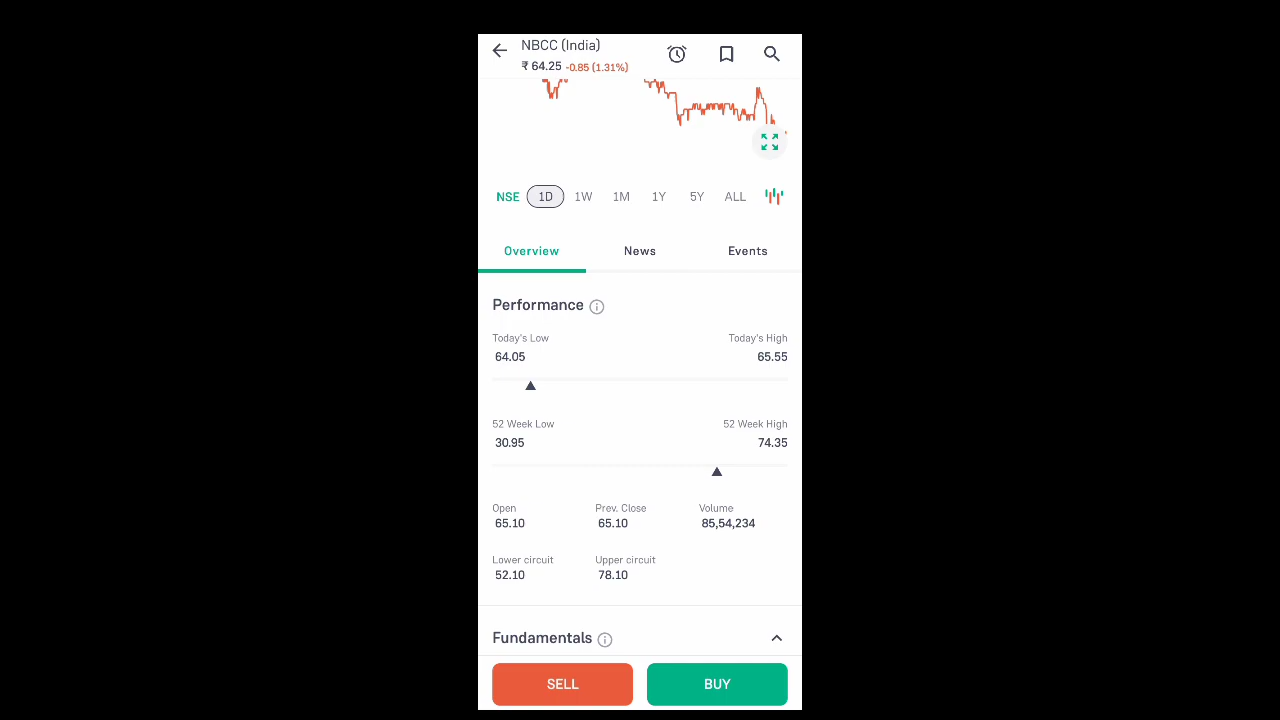 NBCC (India)
₹ 64.25 -0.85 (1.31%)
NSE 1D 1W 1M 1Y 5Y ALL
Overview News Events
Performance
Today's Low Today's High
64.05 65.55
52 Week Low 52 Week High
30.95 74.35
Open Prev. Close Volume
65.10 65.10 85,54,234
Lower circuit Upper circuit
52.10 78.10
Fundamentals
SELL BUY